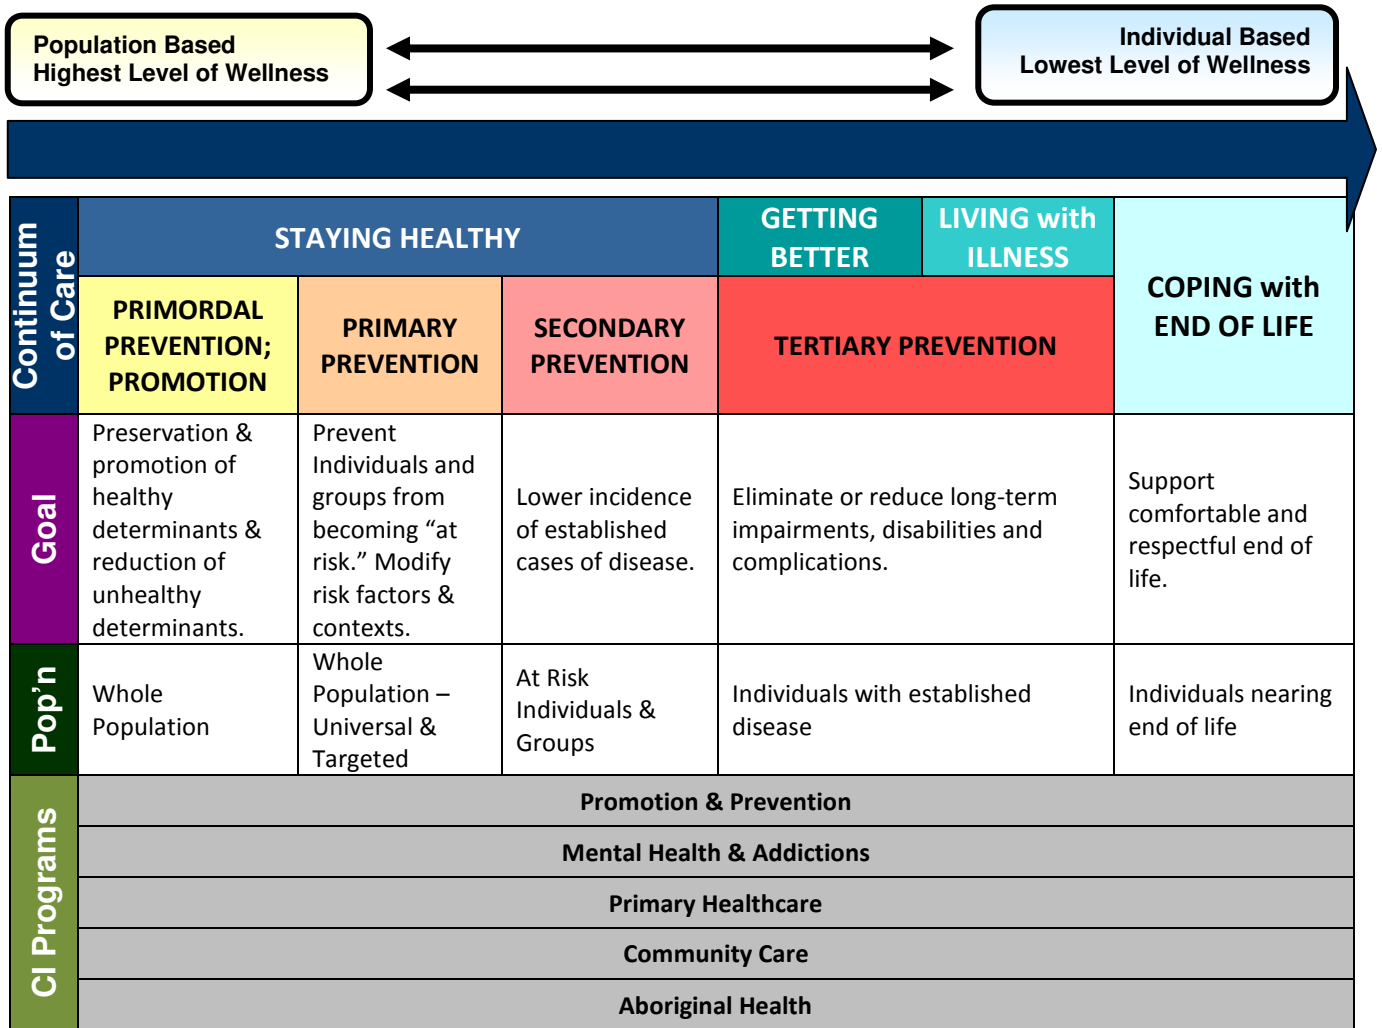 Population Based
Highest Level of Wellness
Individual Based
Lowest Level of Wellness
Continuum
of Care
STAYING HEALTHY
GETTING
BETTER
LIVING with
ILLNESS
COPING with
END OF LIFE
PRIMORDAL
PREVENTION;
PROMOTION
PRIMARY
PREVENTION
SECONDARY
PREVENTION
TERTIARY PREVENTION
Goal
Preservation &
promotion of
healthy
determinants &
reduction of
unhealthy
determinants.
Prevent
Individuals and
groups from
becoming “at
risk.” Modify
risk factors &
contexts.
Lower incidence
of established
cases of disease.
Eliminate or reduce long-term
impairments, disabilities and
complications.
Support
comfortable and
respectful end of
life.
Pop’n
Whole
Population
Whole
Population –
Universal &
Targeted
At Risk
Individuals &
Groups
Individuals with established
disease
Individuals nearing
end of life
CI Programs
Promotion & Prevention
Mental Health & Addictions
Primary Healthcare
Community Care
Aboriginal Health